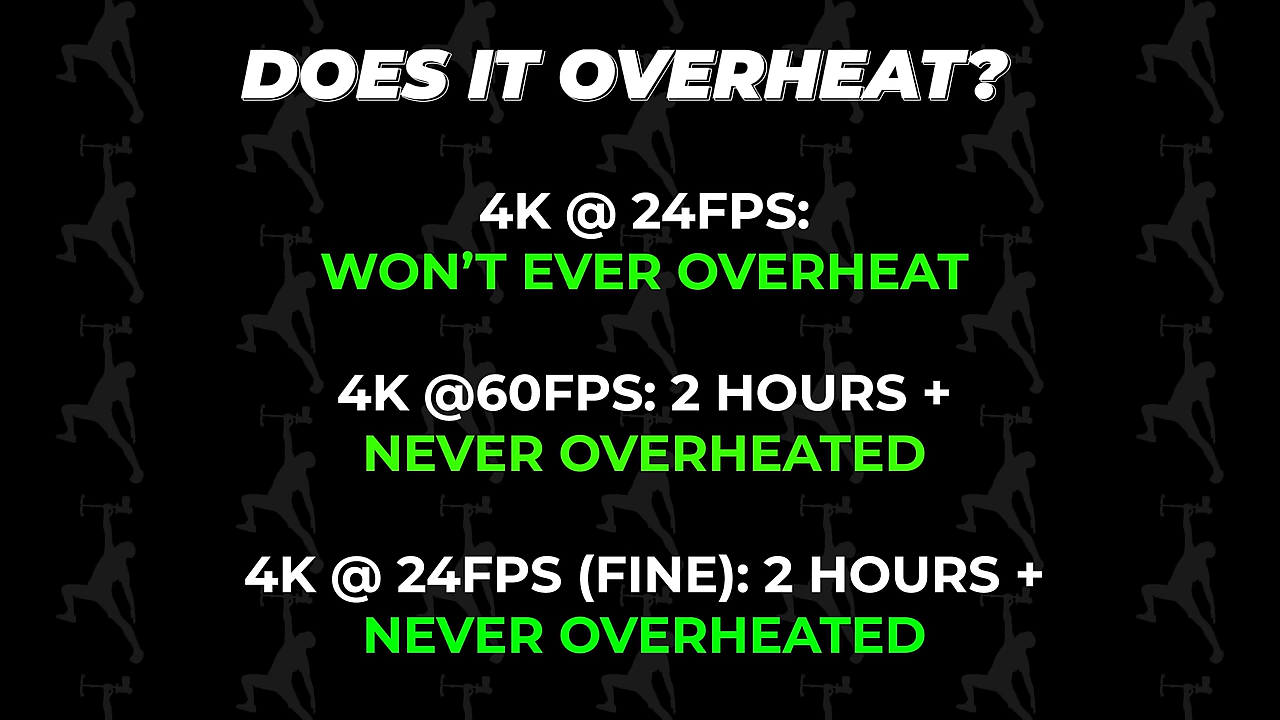 DOES IT OVERHEAT?
4K @ 24FPS:
WON’T EVER OVERHEAT
4K @60FPS: 2 HOURS +
NEVER OVERHEATED
4K @ 24FPS (FINE): 2 HOURS +
NEVER OVERHEATED